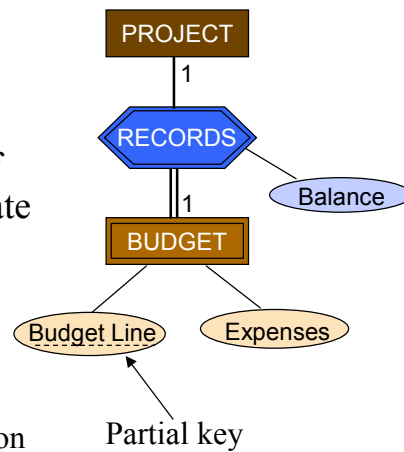 PROJECT
1
RECORDS
Balance
1
BUDGET
Budget Line
Expenses
Partial key